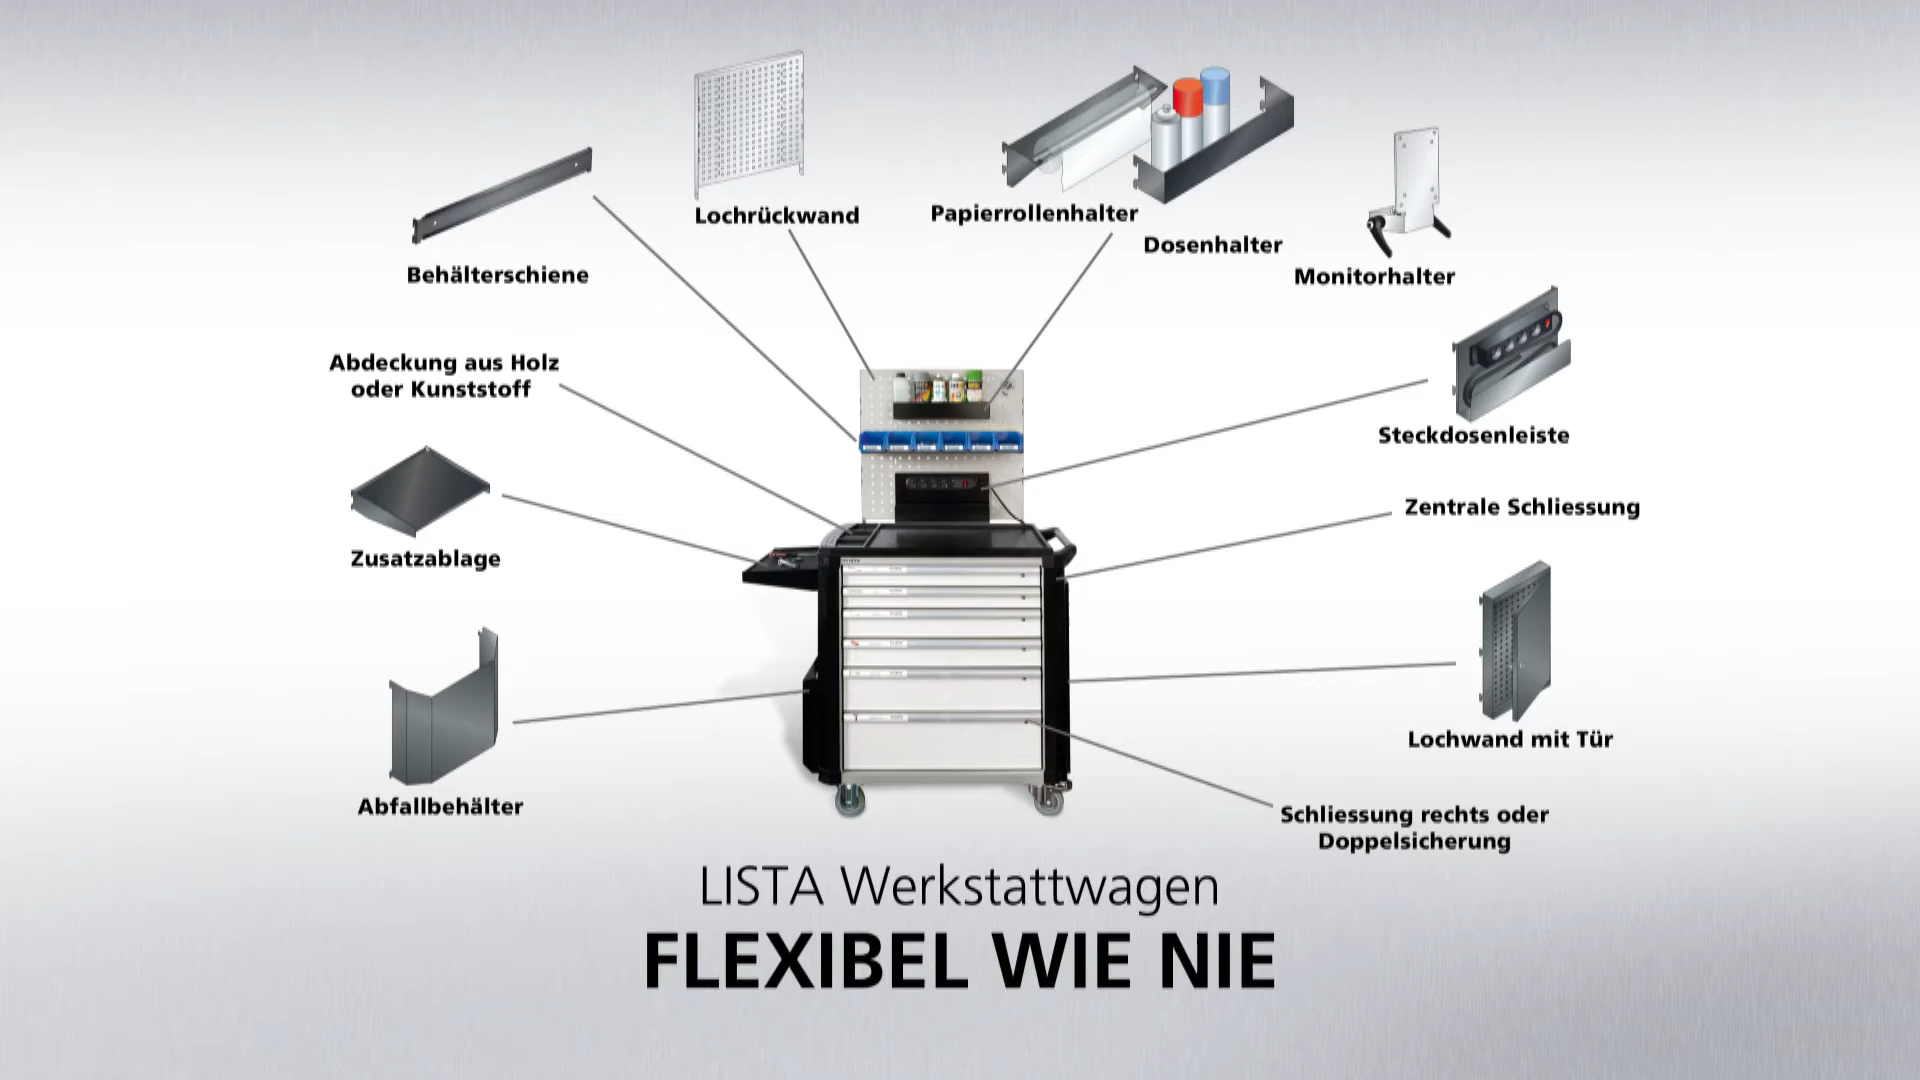 Lochrückwand
Papierrollenhalter
Dosenhalter
Behälterschiene
Monitorhalter
Abdeckung aus Holz
oder Kunststoff
Steckdosenleiste
Zentrale Schliessung
Zusatzablage
Lochwand mit Tür
Abfallbehälter
Schliessung rechts oder
Doppelsicherung
LISTA Werkstattwagen
FLEXIBEL WIE NIE